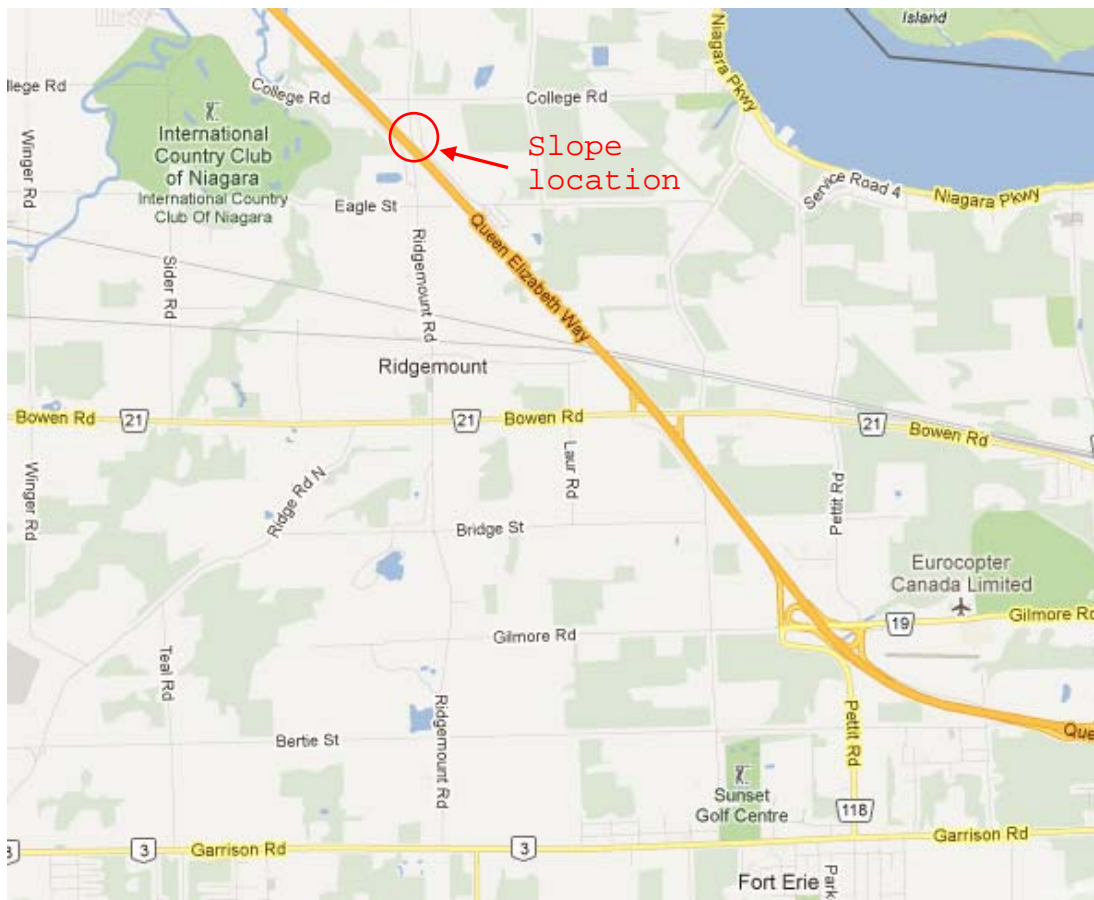 Island
Niagara Pkwy
llege Rd
College Rd
College Rd
International
Country Club
of Niagara
International Country
Club Of Niagara
Slope
location
Winger Rd
Service Road 4
Niagara Pkwy
Eagle St
Queen Elizabeth Way
Ridgemount Rd
Sider Rd
Ridgemount
Bowen Rd
21
21
Bowen Rd
21
Bowen Rd
Laur Rd
Winger Rd
Ridge Rd N
Pettit Rd
Bridge St
Eurocopter
Canada Limited
Gilmore Rd
19
Gilmore Rd
Teal Rd
Ridgemount Rd
Pettit Rd
Bertie St
Que
Sunset
Golf Centre
118
3
3
Garrison Rd
3
Garrison Rd
Fort Erie
Park